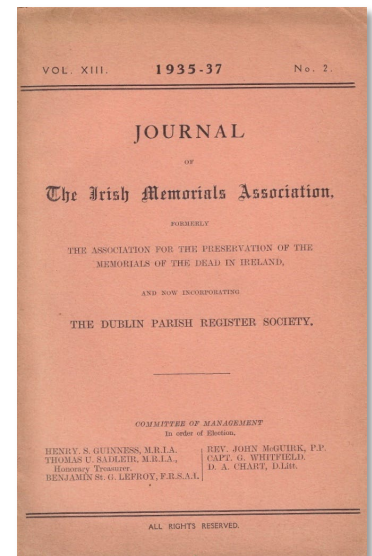 VOL. XIII. 1935-37 No. 2.
JOURNAL
OF
The Irish Memorials Association,
FORMERLY
THE ASSOCIATION FOR THE PRESERVATION OF THE
MEMORIALS OF THE DEAD IN IRELAND,
AND NOW INCORPORATING
THE DUBLIN PARISH REGISTER SOCIETY.
COMMITTEE OF MANAGEMENT
In order of Election.
HENRY. S. GUINNESS, M.R.I.A.
THOMAS U. SADLEIR, M.R.I.A.,
Honorary Treasurer.
BENJAMIN St. G. LEFROY, F.R.S.A.I.
REV. JOHN McGUIRK, P.P.
CAPT. G. WHITFIELD.
D. A. CHART, D.Litt.
ALL RIGHTS RESERVED.